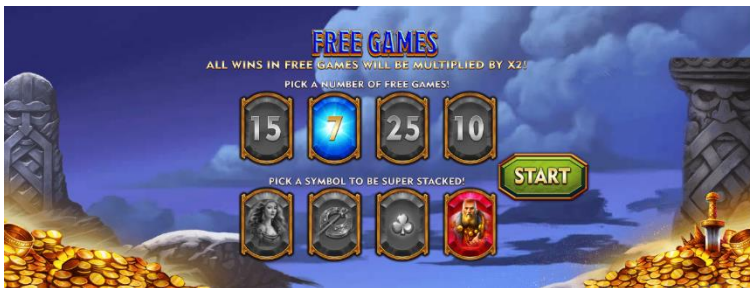 FREE GAMES
ALL WINS IN FREE GAMES WILL BE MULTIPLIED BY X2!
PICK A NUMBER OF FREE GAMES!
15 7 25 10
PICK A SYMBOL TO BE SUPER STACKED!
START